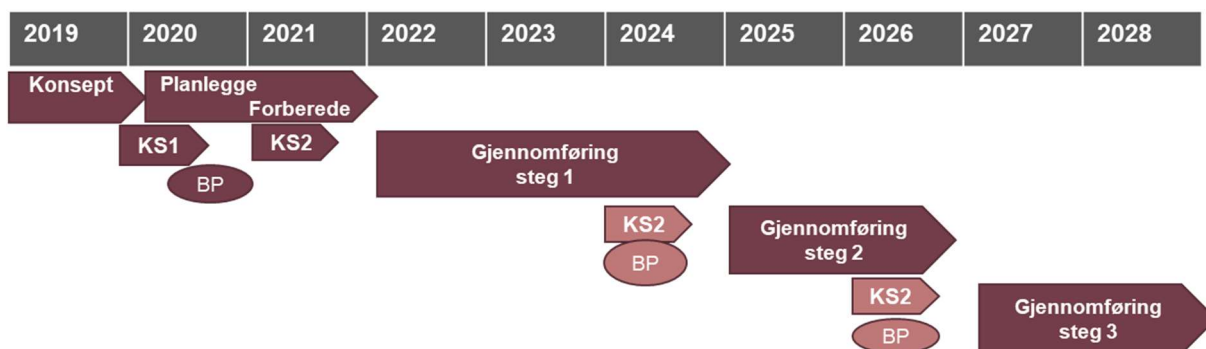 2019 2020 2021 2022 2023 2024 2025 2026 2027 2028
Konsept
Planlegge
Forberede
KS1
KS2
BP
Gjennomføring
steg 1
KS2
BP
Gjennomføring
steg 2
KS2
BP
Gjennomføring
steg 3